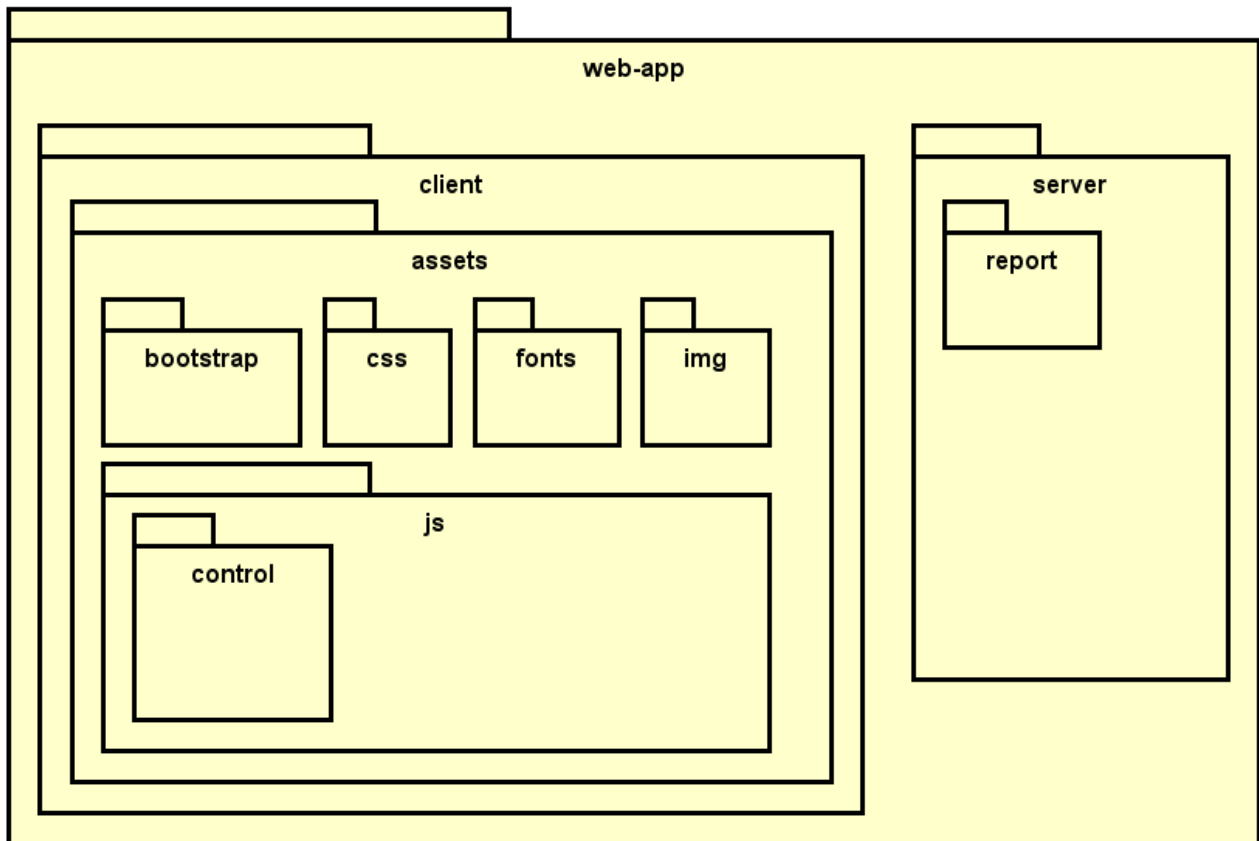 web-app
client
server
assets
report
bootstrap
css
fonts
img
js
control